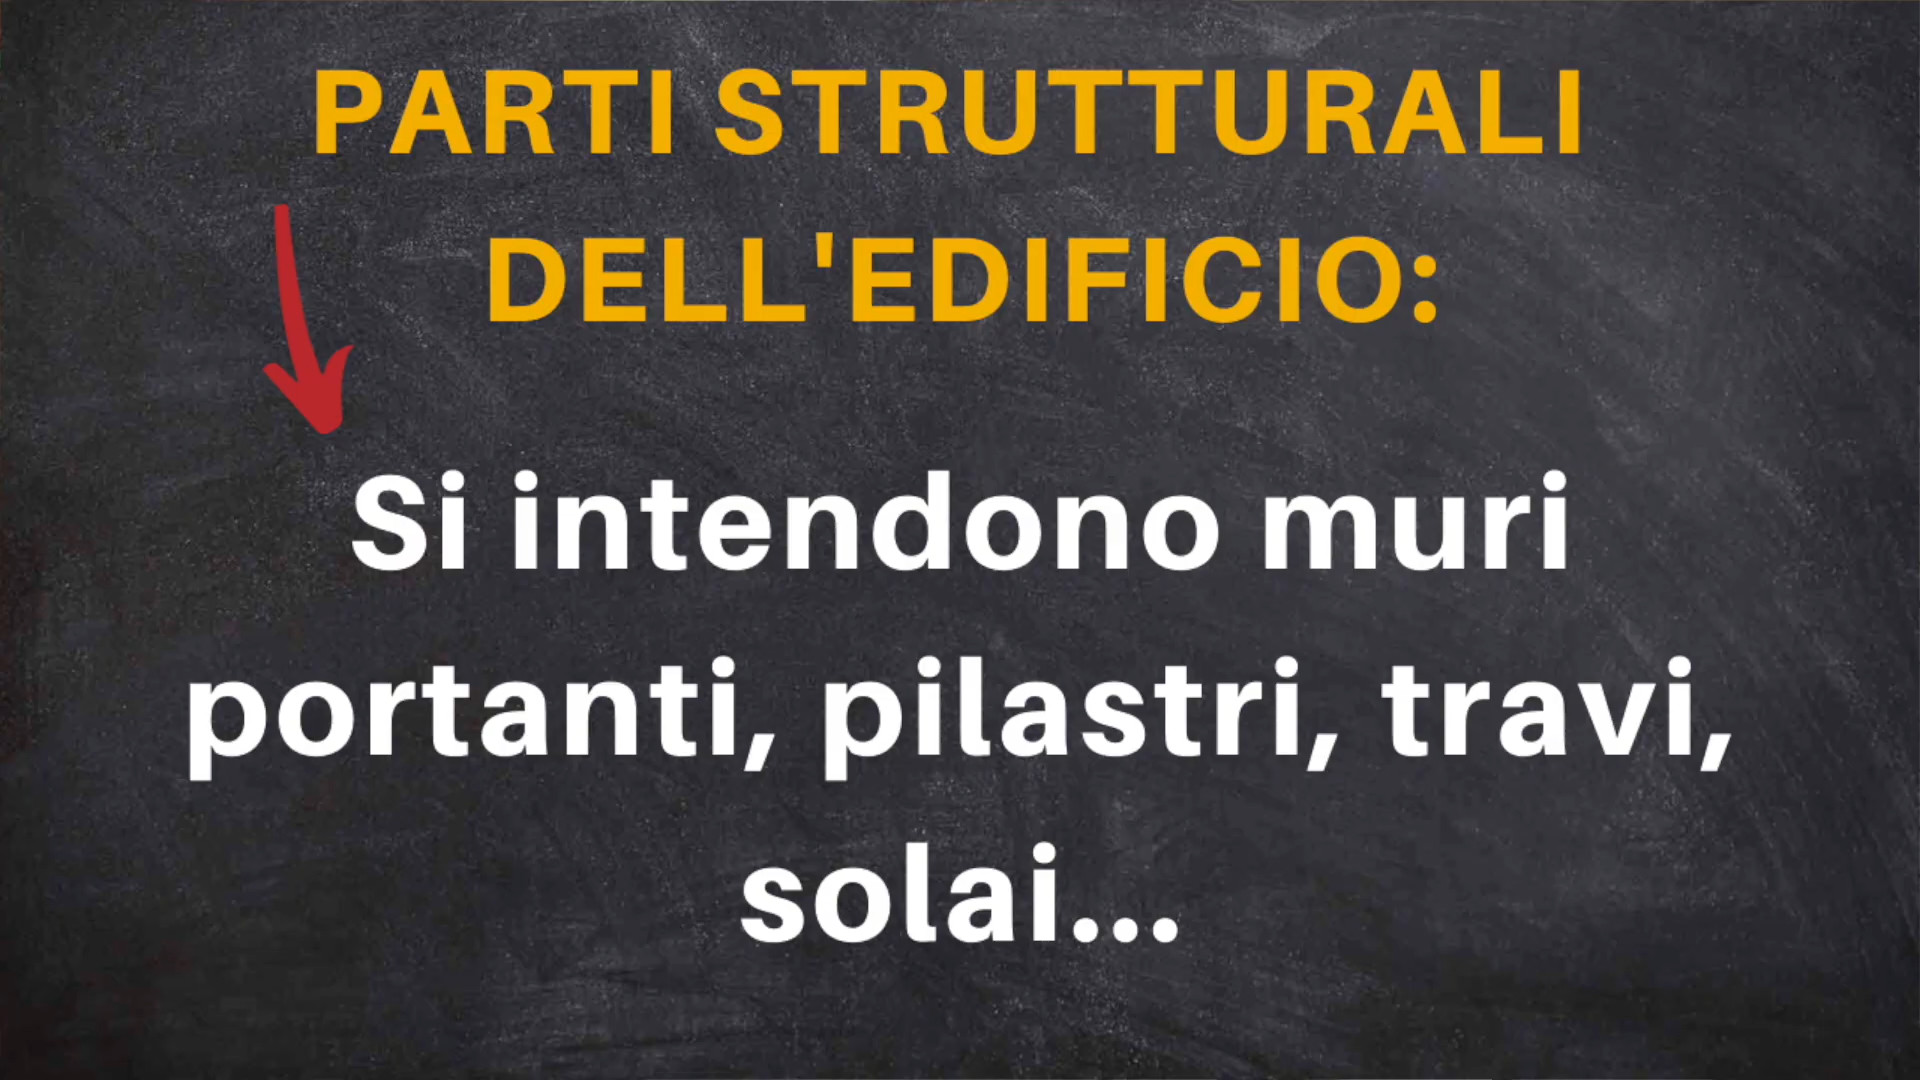 PARTI STRUTTURALI
DELL'EDIFICIO:
Si intendono muri
portanti, pilastri, travi,
solai...